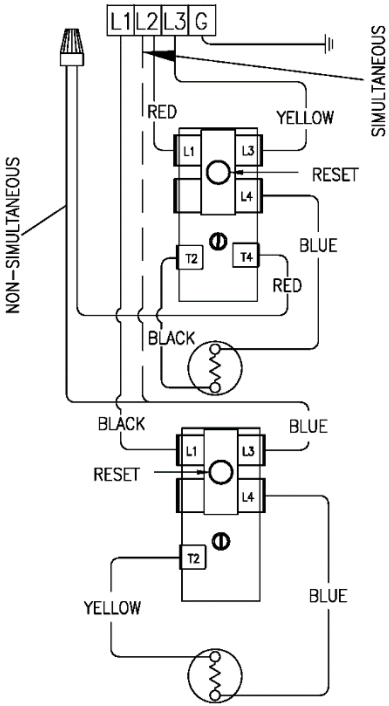 L1 L2 L3 G
SIMULTANEOUS
NON-SIMULTANEOUS
RED
YELLOW
L1 L3
RESET
L4
BLUE
T2 T4
RED
BLACK
BLACK
BLUE
L1 L3
RESET
L4
T2
YELLOW
BLUE